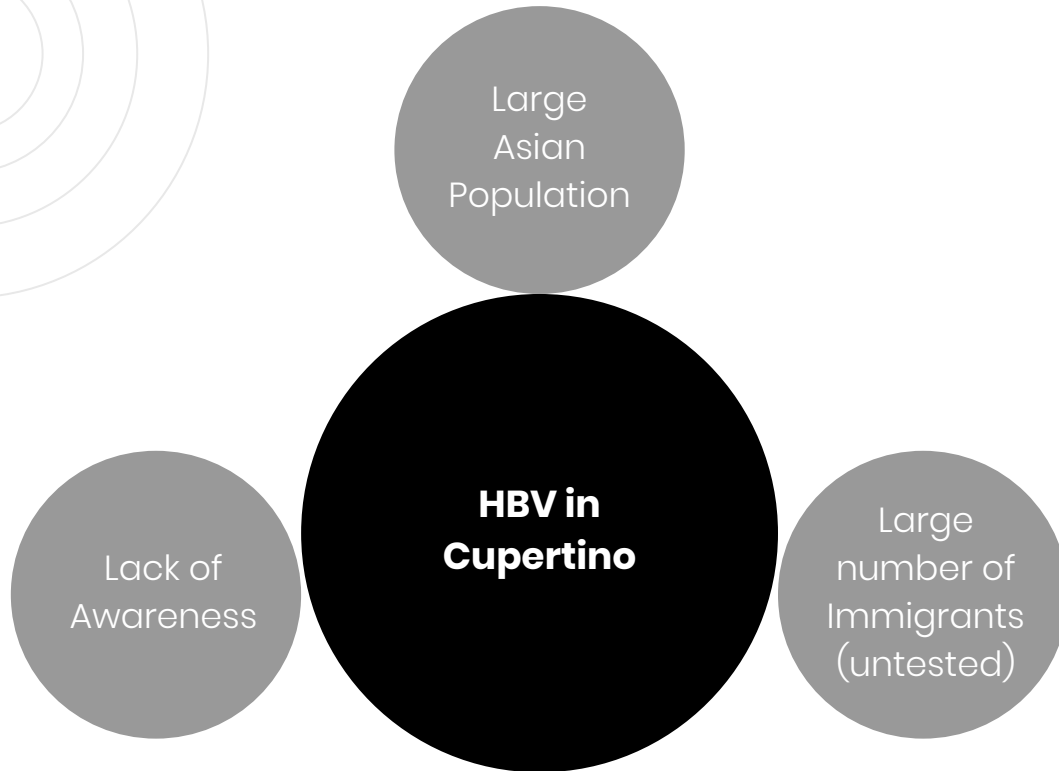 Large
Asian
Population
HBV in
Cupertino
Lack of
Awareness
Large
number of
Immigrants
(untested)